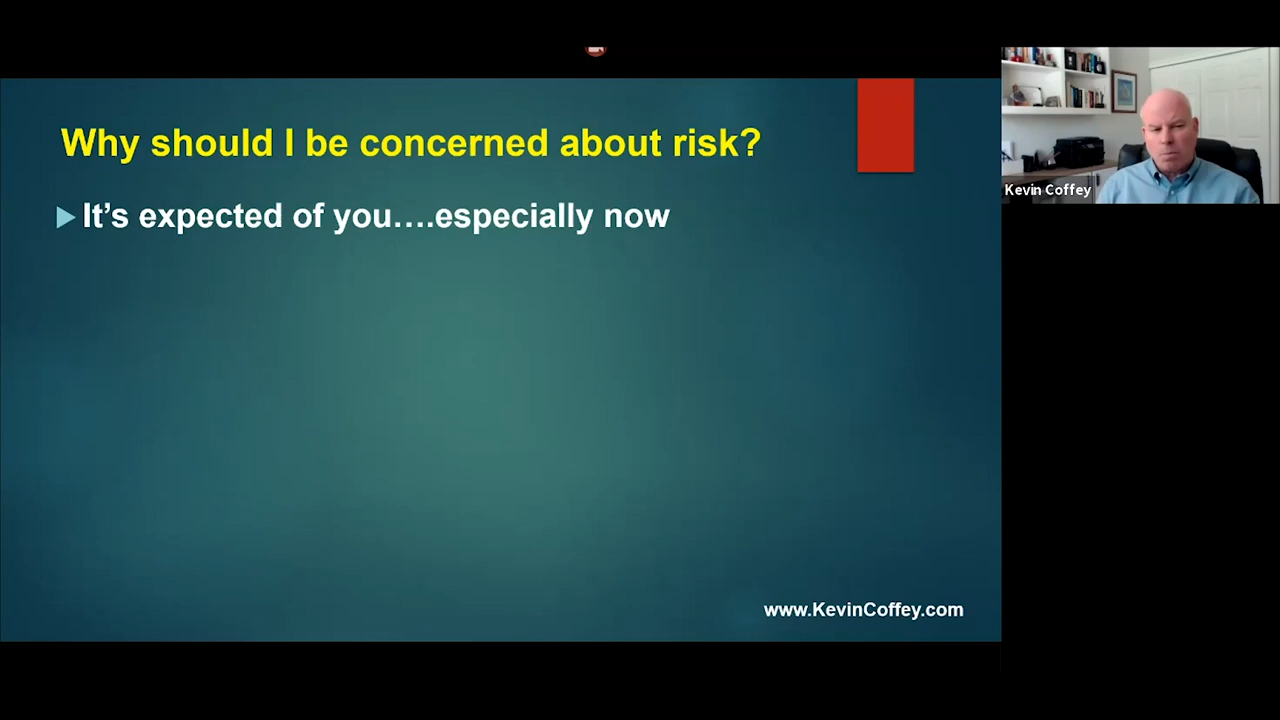 Why should I be concerned about risk?
It’s expected of you….especially now
www.KevinCoffey.com
Kevin Coffey